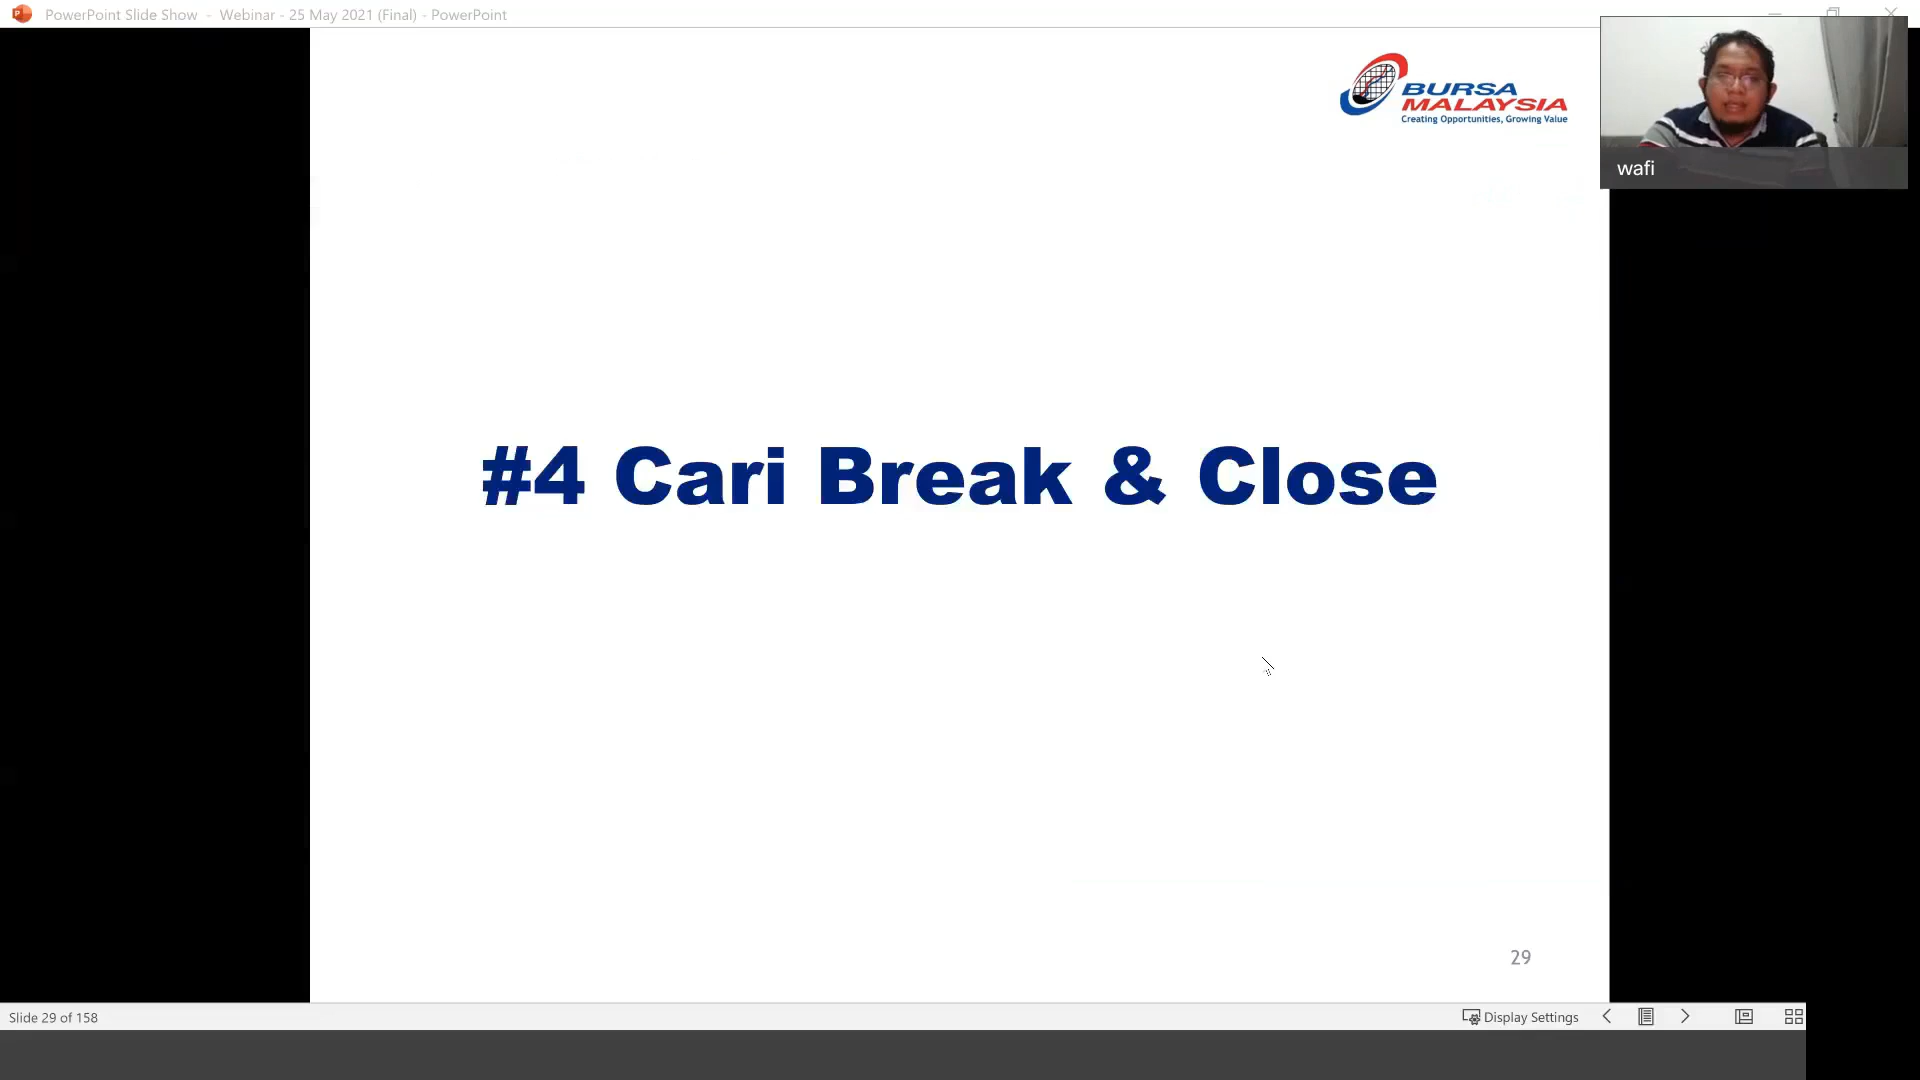 PowerPoint Slide Show - Webinar - 25 May 2021 (Final) - PowerPoint
BURSA
MALAYSIA
Creating Opportunities, Growing Value
wafi
#4 Cari Break & Close
29
Slide 29 of 158
Display Settings